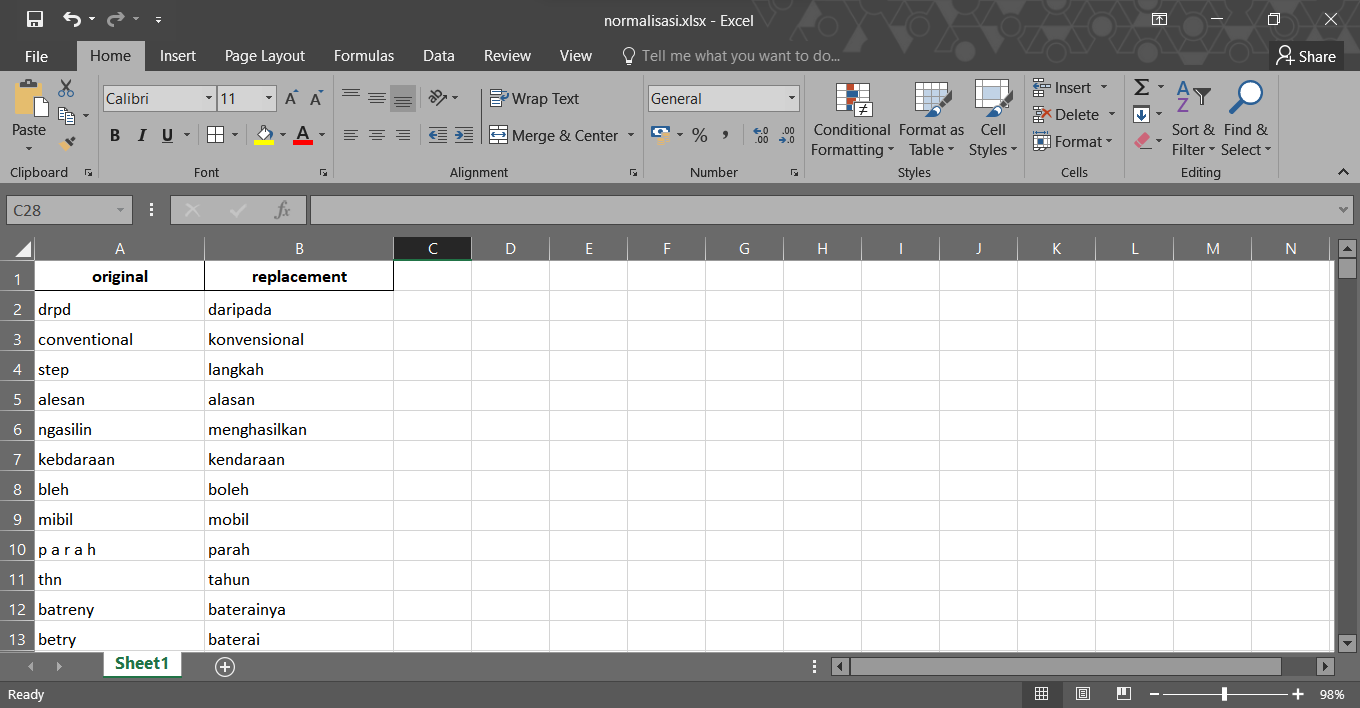 normalisasi.xlsx - Excel
File Home Insert Page Layout Formulas Data Review View Tell me what you want to do... Share
Calibri 11 Wrap Text General Insert
Paste B I U Merge & Center % Conditional Formatting Format as Table Cell Styles Delete Sort & Filter Find & Select
Format
Clipboard Font Alignment Number Styles Cells Editing
C28 fx
A B C D E F G H I J K L M N
1 original replacement
2 drpd daripada
3 conventional konvensional
4 step langkah
5 alesan alasan
6 ngasilin menghasilkan
7 kebdaraan kendaraan
8 bleh boleh
9 mibil mobil
10 p a r a h parah
11 thn tahun
12 batreny baterainya
13 betry baterai
Sheet1
Ready 98%